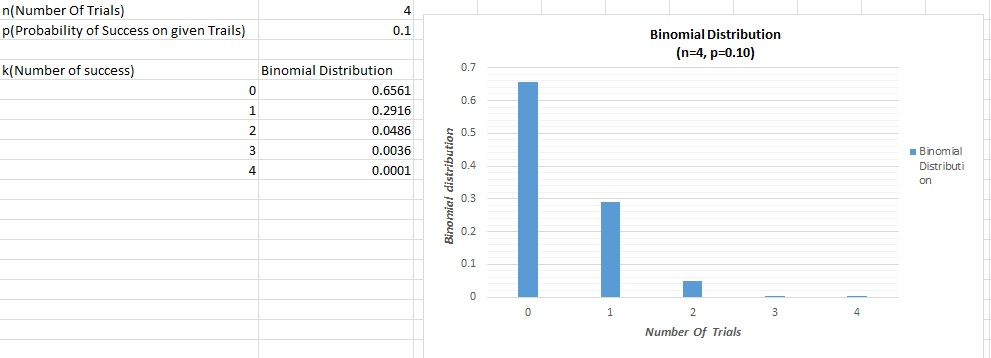 n(Number Of Trials) 4
p(Probability of Success on given Trails) 0.1
k(Number of success) Binomial Distribution
0 0.6561
1 0.2916
2 0.0486
3 0.0036
4 0.0001
Binomial Distribution
(n=4, p=0.10)
0.7
0.6
0.5
0.4
0.3
0.2
0.1
0
Binomial distribution
0 1 2 3 4
Number Of Trials
Binomial
Distributi
on